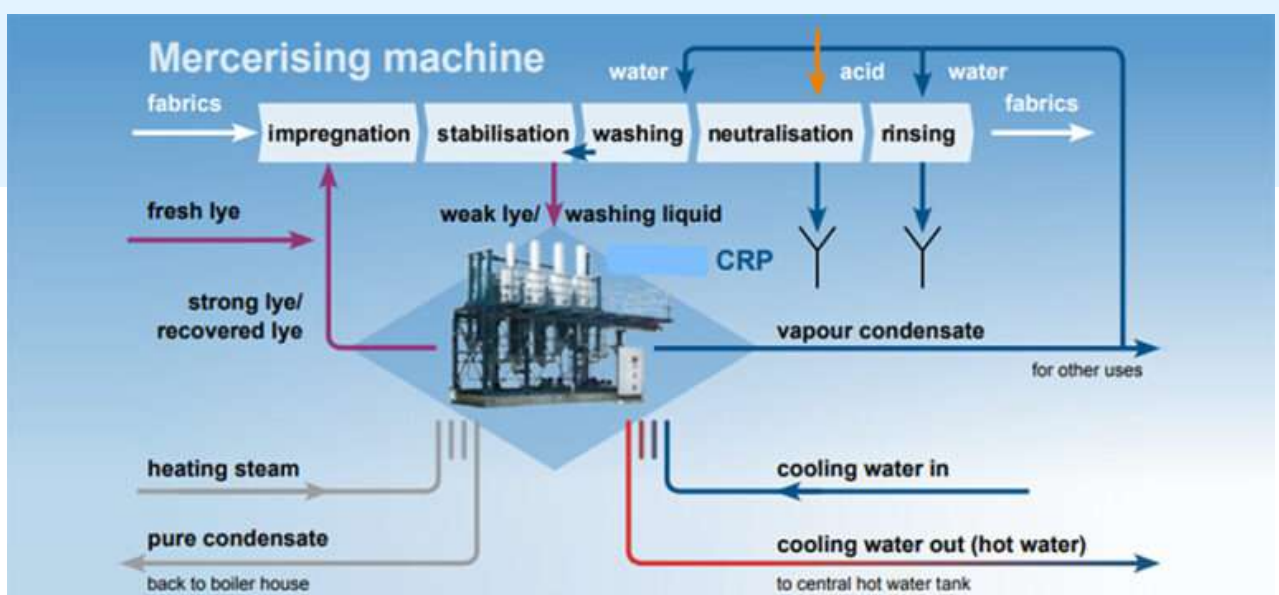 Mercerising machine
water
acid
water
fabrics
fabrics
impregnation
stabilisation
washing
neutralisation
rinsing
fresh lye
weak lye/
washing liquid
CRP
strong lye/
recovered lye
vapour condensate
for other uses
heating steam
cooling water in
pure condensate
cooling water out (hot water)
back to boiler house
to central hot water tank